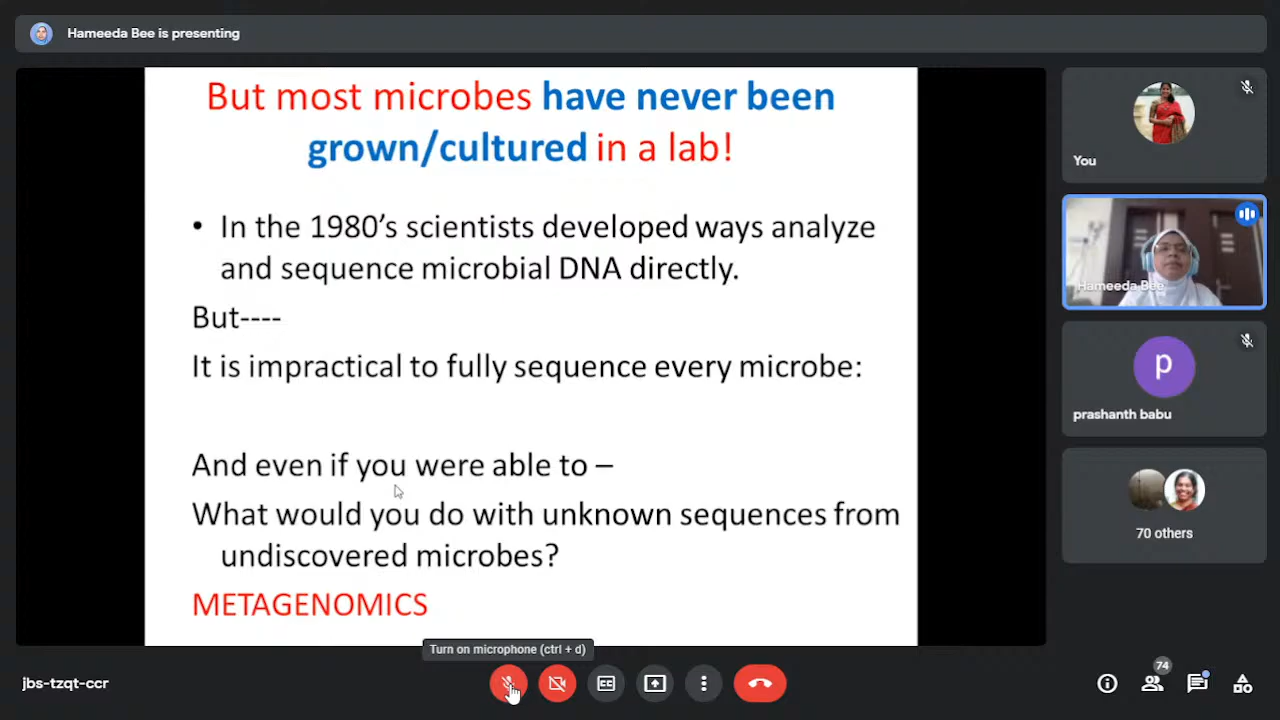 Hameeda Bee is presenting
But most microbes have never been
grown/cultured in a lab!
• In the 1980's scientists developed ways analyze
and sequence microbial DNA directly.
But----
It is impractical to fully sequence every microbe:
And even if you were able to –
What would you do with unknown sequences from
undiscovered microbes?
METAGENOMICS
You
Hameeda Bee
p
prashanth babu
70 others
Turn on microphone (ctrl + d)
jbs-tzqt-ccr
CC
74